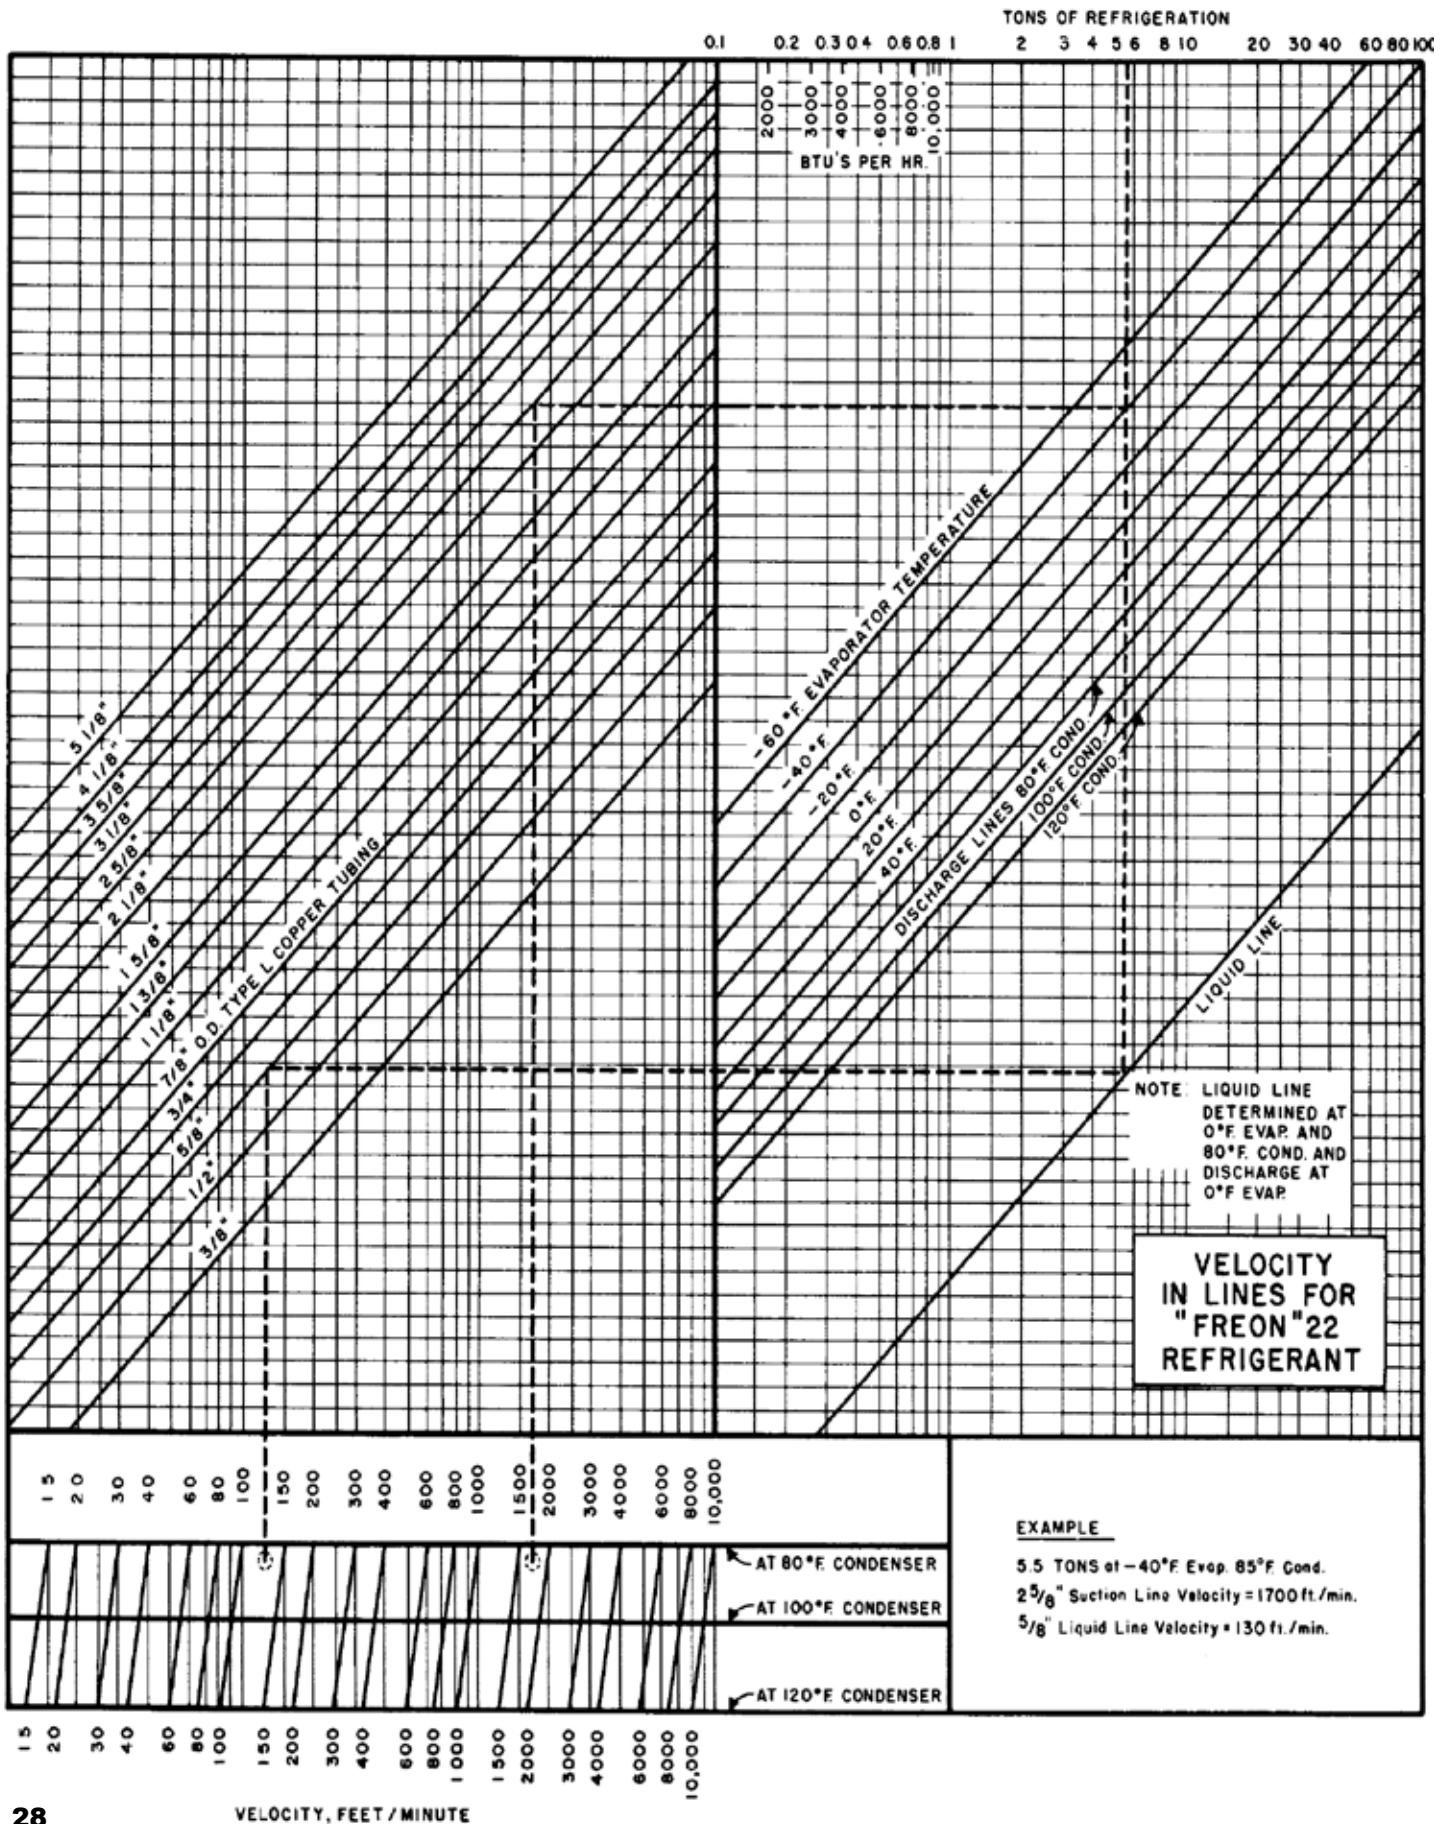 TONS OF REFRIGERATION
0.1 0.2 0.3 0.4 0.6 0.8 1 2 3 4 5 6 8 10 20 30 40 60 80 100
2000 3000 4000 6000 8000 10,000
BTU'S PER HR.
-60°F. EVAPORATOR TEMPERATURE
-40°F.
-20°F.
0°F.
20°F.
40°F.
DISCHARGE LINES 80°F COND.
100°F COND.
120°F. COND.
LIQUID LINE
5 1/8"
4 1/8"
3 5/8"
3 1/8"
2 5/8"
2 1/8"
1 5/8"
1 3/8"
1 1/8"
7/8" O.D. TYPE L COPPER TUBING
3/4"
5/8"
1/2"
3/8"
NOTE: LIQUID LINE
DETERMINED AT
0°F. EVAP. AND
80°F. COND. AND
DISCHARGE AT
0°F EVAP.
VELOCITY
IN LINES FOR
"FREON" 22
REFRIGERANT
15 20 30 40 60 80 100 150 200 300 400 600 800 1000 1500 2000 3000 4000 6000 8000 10,000
AT 80°F. CONDENSER
AT 100°F. CONDENSER
AT 120°F. CONDENSER
EXAMPLE
5.5 TONS at -40°F. Evap. 85°F. Cond.
2 5/8" Suction Line Velocity = 1700 ft./min.
5/8" Liquid Line Velocity = 130 ft./min.
15 20 30 40 60 80 100 150 200 300 400 600 800 1000 1500 2000 3000 4000 6000 8000 10,000
28
VELOCITY, FEET / MINUTE